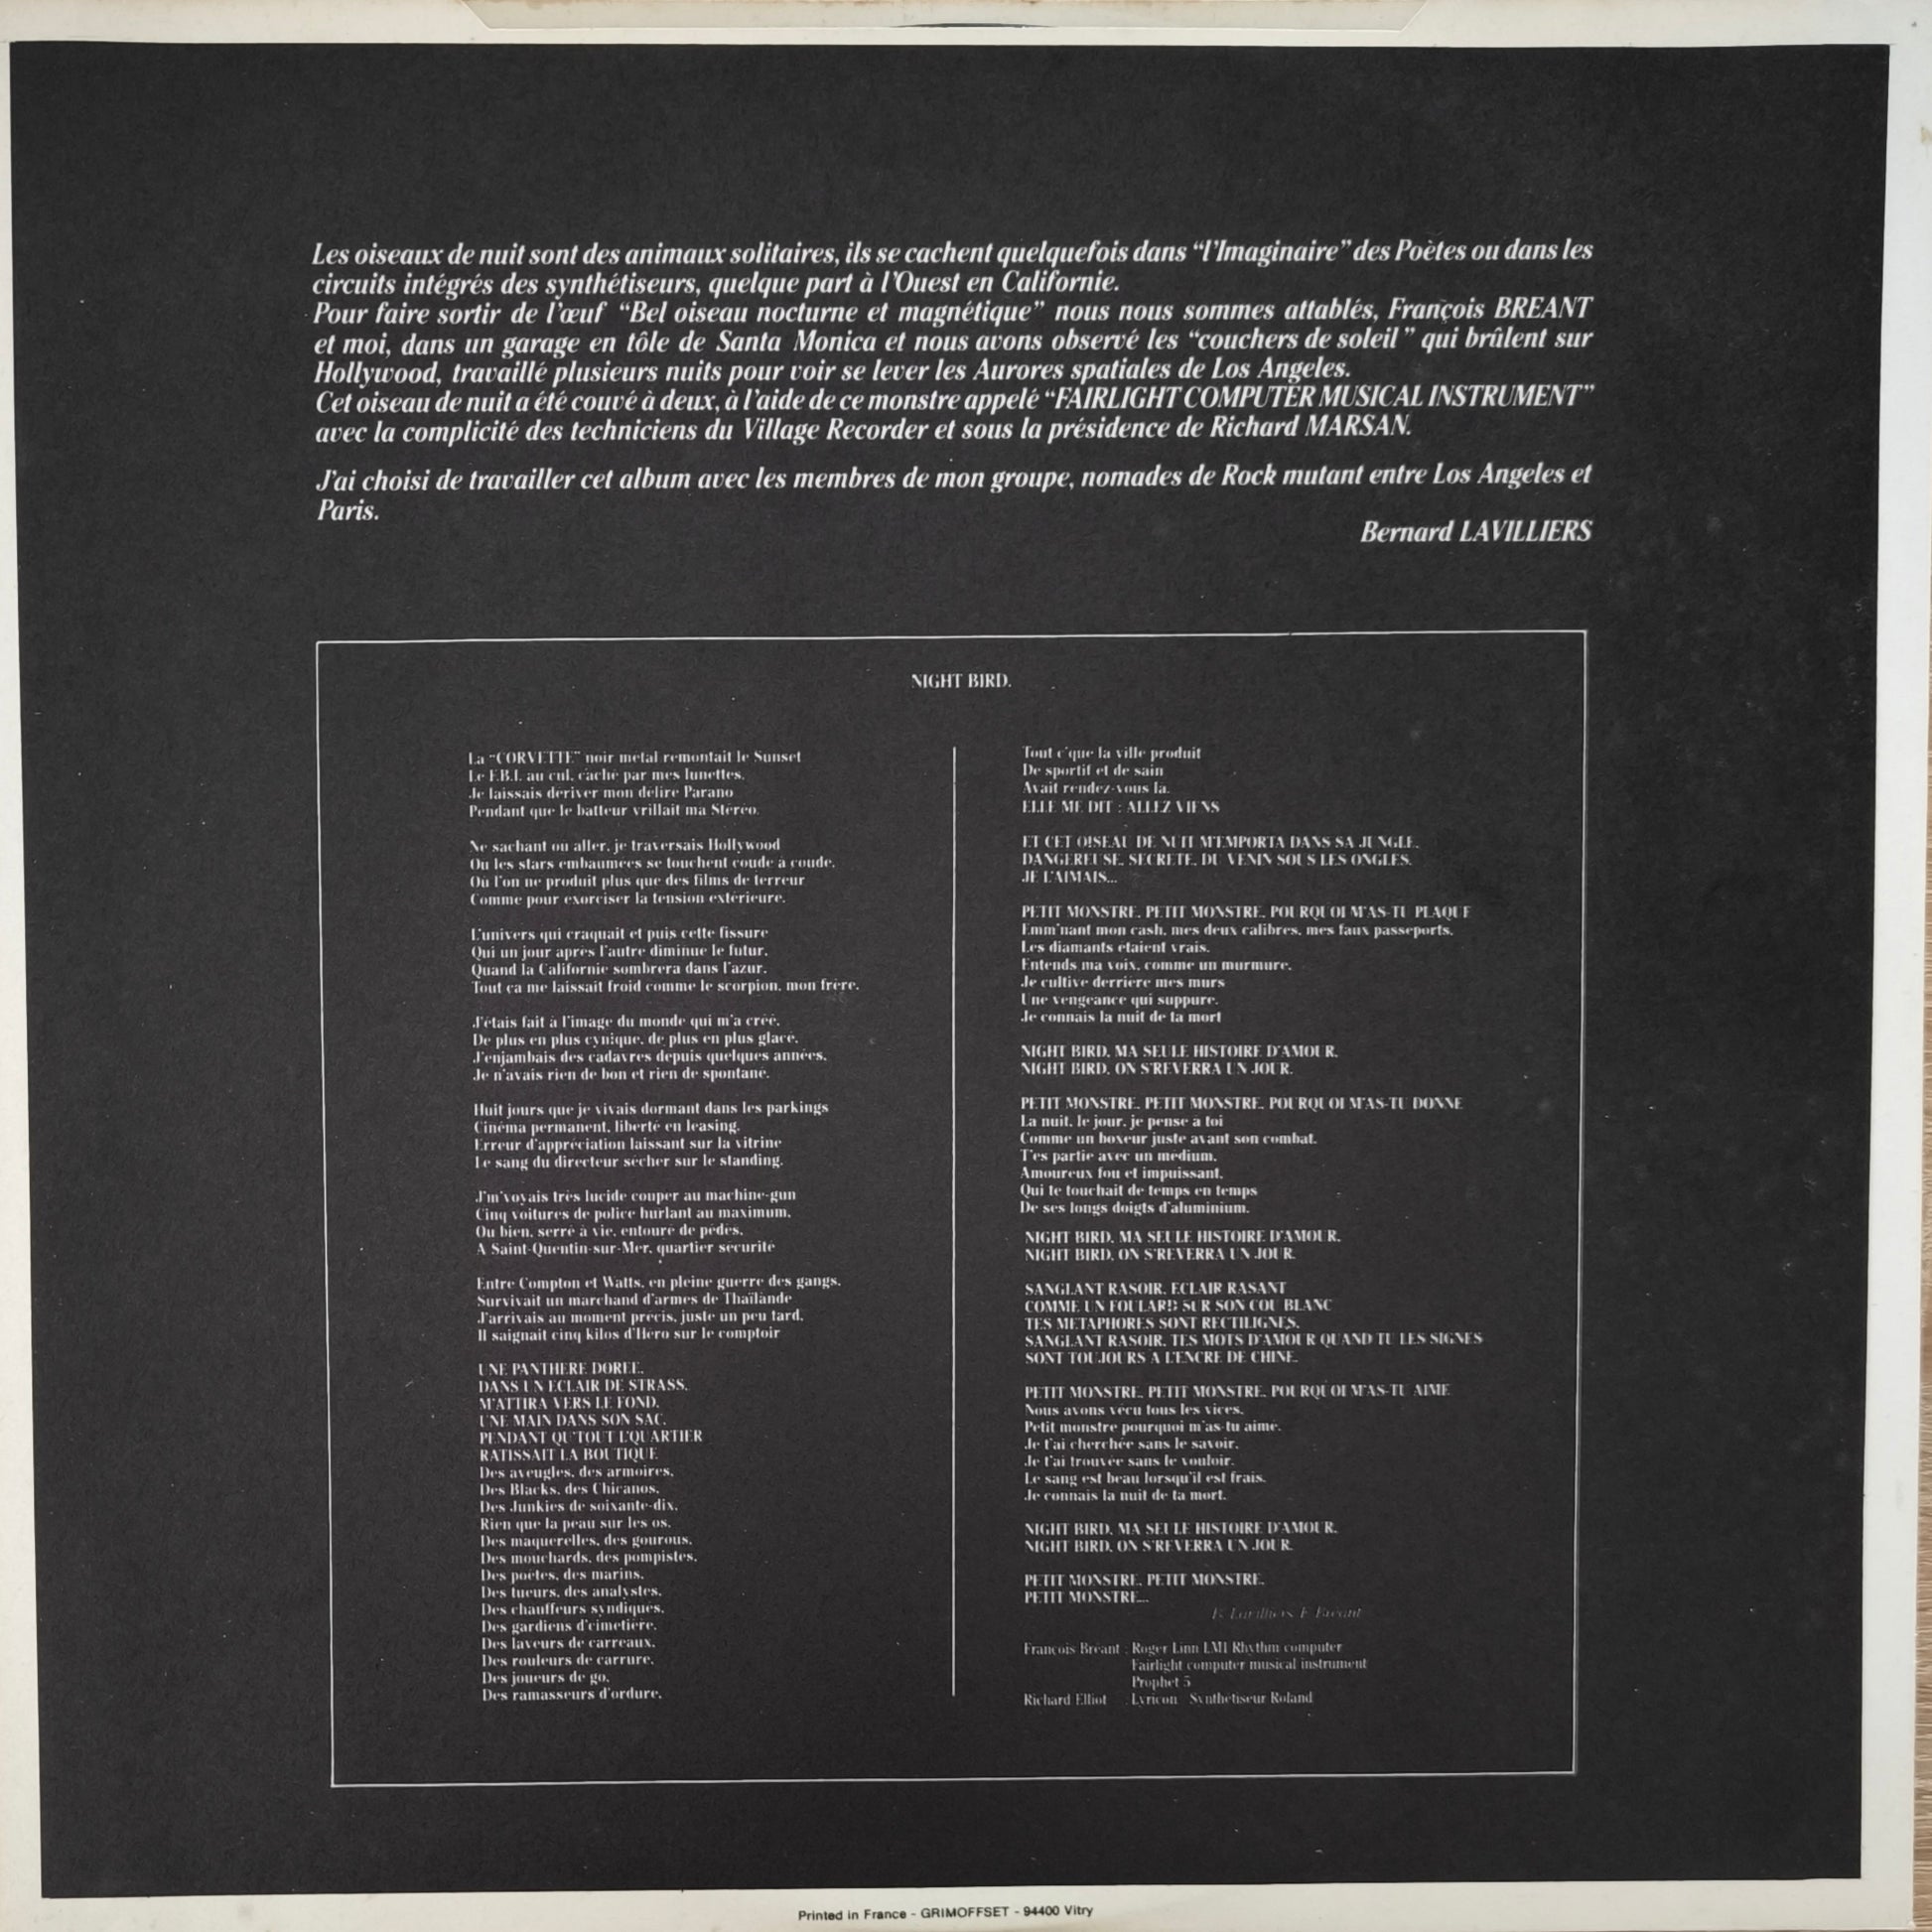 Les oiseaux de nuit sont des animaux solitaires, ils se cachent quelquefois dans “l'Imaginaire” des Poètes ou dans les
circuits intégrés des synthétiseurs, quelque part à l'Ouest en Californie.
Pour faire sortir de l'œuf “Bel oiseau nocturne et magnétique” nous nous sommes attablés, François BREANT
et moi, dans un garage en tôle de Santa Monica et nous avons observé les “couchers de soleil” qui brûlent sur
Hollywood, travaillé plusieurs nuits pour voir se lever les Aurores spatiales de Los Angeles.
Cet oiseau de nuit a été couvé à deux, à l'aide de ce monstre appelé “FAIRLIGHT COMPUTER MUSICAL INSTRUMENT”
avec la complicité des techniciens du Village Recorder et sous la présidence de Richard MARSAN.
J'ai choisi de travailler cet album avec les membres de mon groupe, nomades de Rock mutant entre Los Angeles et
Paris.
Bernard LAVILLIERS
NIGHT BIRD.
La “CORVETTE” noir métal remontait le Sunset
Le F.B.I. au cul, caché par mes lunettes.
Je laissais dériver mon délire Parano
Pendant que le batteur vrillait ma Stéréo.
Ne sachant ou aller, je traversais Hollywood
Ou les stars embaumées se touchent coude à coude.
Où l'on ne produit plus que des films de terreur
Comme pour exorciser la tension extérieure.
L'univers qui craquait et puis cette fissure
Qui un jour après l'autre diminue le futur.
Quand la Californie sombrera dans l'azur.
Tout ca me laissait froid comme le scorpion, mon frère.
J'étais fait à l'image du monde qui m'a créé.
De plus en plus cynique, de plus en plus glacé.
J'enjambais des cadavres depuis quelques années.
Je n'avais rien de bon et rien de spontané.
Huit jours que je vivais dormant dans les parkings
Cinéma permanent, liberté en leasing.
Erreur d'appréciation laissant sur la vitrine
Le sang du directeur sécher sur le standing.
J'm'voyais très lucide couper au machine-gun
Cinq voitures de police hurlant au maximum.
Ou bien, serré à vie, entouré de pédés.
A Saint-Quentin-sur-Mer, quartier sécurité
Entre Compton et Watts, en pleine guerre des gangs.
Survivait un marchand d'armes de Thaïlande
J'arrivais au moment précis, juste un peu tard.
Il saignait cinq kilos d'Héro sur le comptoir
UNE PANTHERE DOREE.
DANS UN ECLAIR DE STRASS.
M'ATTIRA VERS LE FOND.
UNE MAIN DANS SON SAC.
PENDANT QU'TOUT L'QUARTIER
RATISSAIT LA BOUTIQUE
Des aveugles, des armoires.
Des Blacks, des Chicanos.
Des Junkies de soixante-dix.
Rien que la peau sur les os.
Des maquerelles, des gourous.
Des mouchards, des pompistes.
Des poètes, des marins.
Des tueurs, des analystes.
Des chauffeurs syndiqués.
Des gardiens d'cimetière.
Des laveurs de carreaux.
Des rouleurs de carrure.
Des joueurs de go.
Des ramasseurs d'ordure.
Tout c'que la ville produit
De sportif et de sain
Avait rendez-vous là.
ELLE ME DIT : ALLEZ VIENS
ET CET OISEAU DE NUIT M'EMPORTA DANS SA JUNGLE.
DANGEREUSE, SECRETE, DU VENIN SOUS LES ONGLES.
JE L'AIMAIS...
PETIT MONSTRE, PETIT MONSTRE, POURQUOI M'AS-TU PLAQUE
Emm'nant mon cash, mes deux calibres, mes faux passeports.
Les diamants étaient vrais.
Entends ma voix, comme un murmure.
Je cultive derrière mes murs
Une vengeance qui suppure.
Je connais la nuit de ta mort
NIGHT BIRD, MA SEULE HISTOIRE D'AMOUR.
NIGHT BIRD, ON S'REVERRA UN JOUR.
PETIT MONSTRE, PETIT MONSTRE, POURQUOI M'AS-TU DONNE
La nuit, le jour, je pense à toi
Comme un boxeur juste avant son combat.
T'es partie avec un médium.
Amoureux fou et impuissant.
Qui te touchait de temps en temps
De ses longs doigts d'aluminium.
NIGHT BIRD, MA SEULE HISTOIRE D'AMOUR.
NIGHT BIRD, ON S'REVERRA UN JOUR.
SANGLANT RASOIR, ECLAIR RASANT
COMME UN FOULARD SUR SON COU BLANC
TES METAPHORES SONT RECTILIGNES.
SANGLANT RASOIR, TES MOTS D'AMOUR QUAND TU LES SIGNES
SONT TOUJOURS A L'ENCRE DE CHINE.
PETIT MONSTRE, PETIT MONSTRE, POURQUOI M'AS-TU AIME
Nous avons vécu tous les vices.
Petit monstre pourquoi m'as-tu aimé.
Je t'ai cherchée sans le savoir.
Je t'ai trouvée sans le vouloir.
Le sang est beau lorsqu'il est frais.
Je connais la nuit de ta mort.
NIGHT BIRD, MA SEULE HISTOIRE D'AMOUR.
NIGHT BIRD, ON S'REVERRA UN JOUR.
PETIT MONSTRE, PETIT MONSTRE.
PETIT MONSTRE...
B. Lavilliers F. Bréant
François Bréant : Roger Linn LM1 Rhythm computer
Fairlight computer musical instrument
Prophet 5
Richard Elliot : Lyricon Synthétiseur Roland
Printed in France - GRIMOFFSET - 94400 Vitry